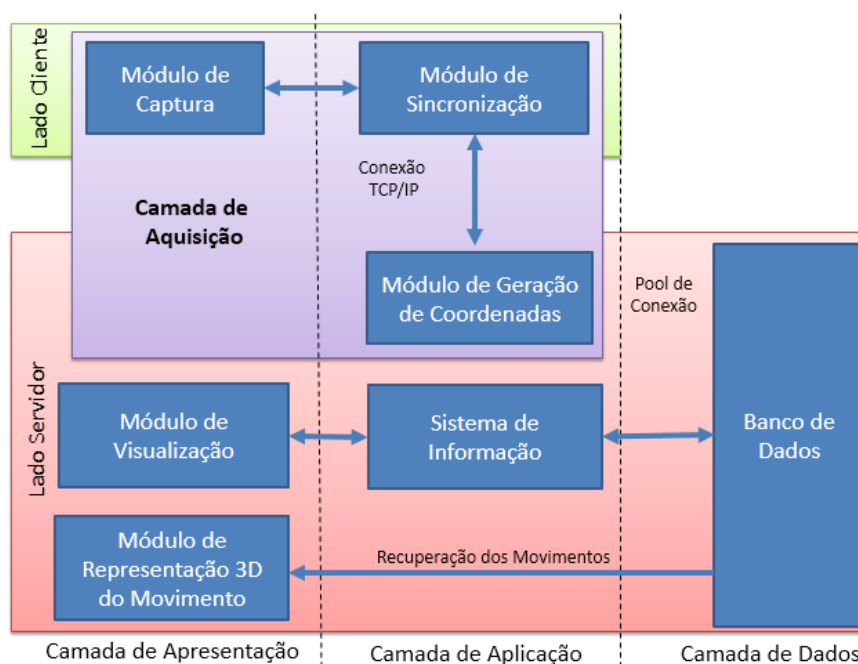 Lado Cliente
Módulo de
Captura
Módulo de
Sincronização
Conexão
TCP/IP
Camada de
Aquisição
Módulo de Geração
de Coordenadas
Pool de
Conexão
Lado Servidor
Módulo de
Visualização
Sistema de
Informação
Banco de
Dados
Módulo de
Representação 3D
do Movimento
Recuperação dos Movimentos
Camada de Apresentação
Camada de Aplicação
Camada de Dados